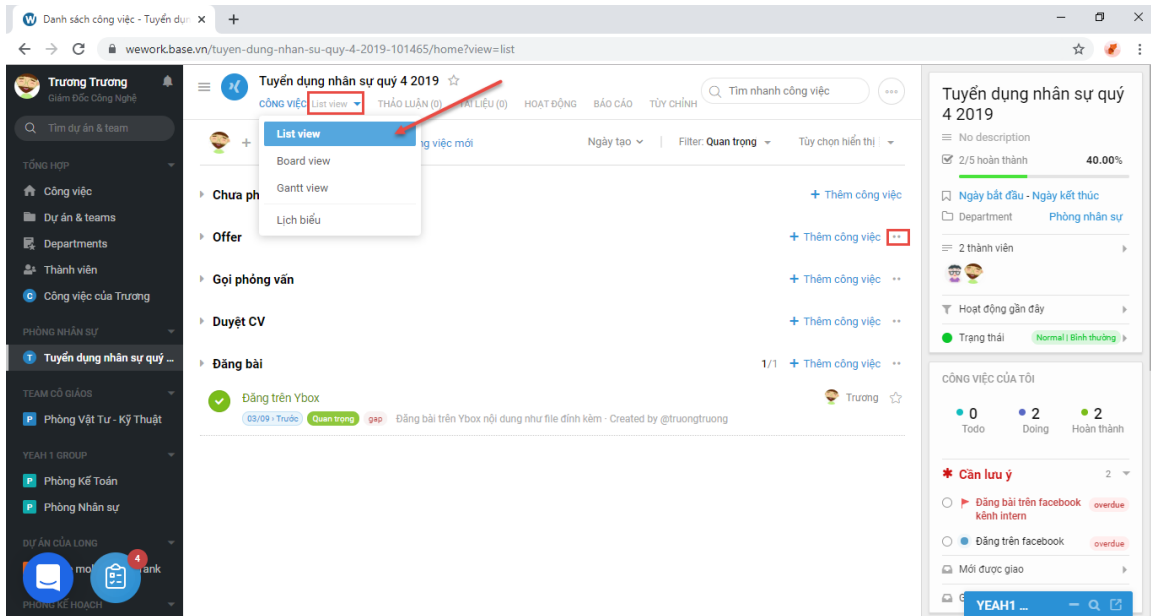 Danh sách công việc - Tuyển dụn
wework.base.vn/tuyen-dung-nhan-su-quy-4-2019-101465/home?view=list
Trương Trương
Giám Đốc Công Nghệ
Tìm dự án & team
TỔNG HỢP
Công việc
Dự án & teams
Departments
Thành viên
Công việc của Trương
PHÒNG NHÂN SỰ
Tuyển dụng nhân sự quý ...
TEAM CÔ GIÁOS
Phòng Vật Tư - Kỹ Thuật
YEAH 1 GROUP
Phòng Kế Toán
Phòng Nhân sự
DỰ ÁN CỦA LONG
4
PHÒNG KẾ HOẠCH
Tuyển dụng nhân sự quý 4 2019
CÔNG VIỆC List view THẢO LUẬN (0) TÀI LIỆU (0) HOẠT ĐỘNG BÁO CÁO TÙY CHỈNH
Tìm nhanh công việc
List view
Board view
Gantt view
Lịch biểu
việc mới
Ngày tạo Filter: Quan trọng Tùy chọn hiển thị
Chưa ph
+ Thêm công việc
Offer
+ Thêm công việc
Gọi phỏng vấn
+ Thêm công việc
Duyệt CV
+ Thêm công việc
Đăng bài
1/1 + Thêm công việc
Đăng trên Ybox
Trương
03/09 › Trước Quan trọng gap Đăng bài trên Ybox nội dung như file đính kèm · Created by @truongtruong
Tuyển dụng nhân sự quý
4 2019
No description
2/5 hoàn thành 40.00%
Ngày bắt đầu - Ngày kết thúc
Department Phòng nhân sự
2 thành viên
Hoạt động gần đây
Trạng thái Normal | Bình thường
CÔNG VIỆC CỦA TÔI
0 2 2
Todo Doing Hoàn thành
Cần lưu ý 2
Đăng bài trên facebook overdue
kênh intern
Đăng trên facebook overdue
Mới được giao
YEAH1 ...